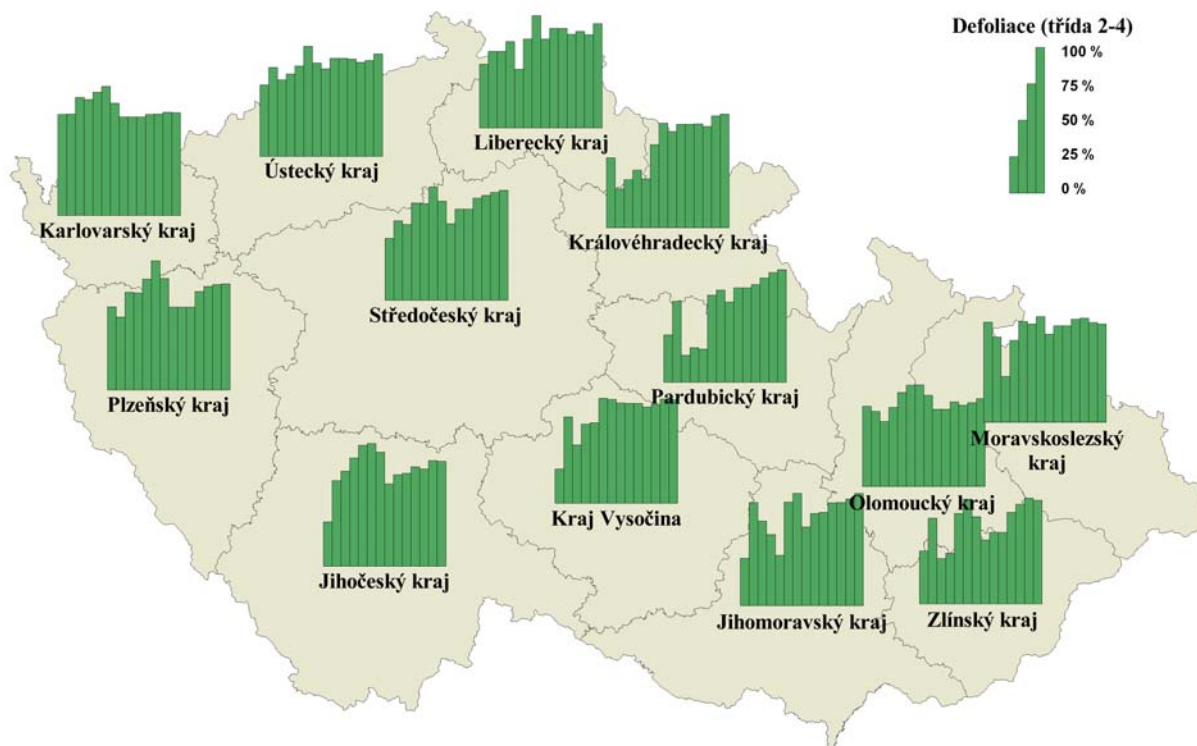 Defoliace (třída 2-4)
100 %
75 %
50 %
25 %
0 %
Liberecký kraj
Ústecký kraj
Karlovarský kraj
Královéhradecký kraj
Středočeský kraj
Pardubický kraj
Plzeňský kraj
Moravskoslezský
kraj
Olomoucký kraj
Kraj Vysočina
Jihočeský kraj
Jihomoravský kraj
Zlínský kraj